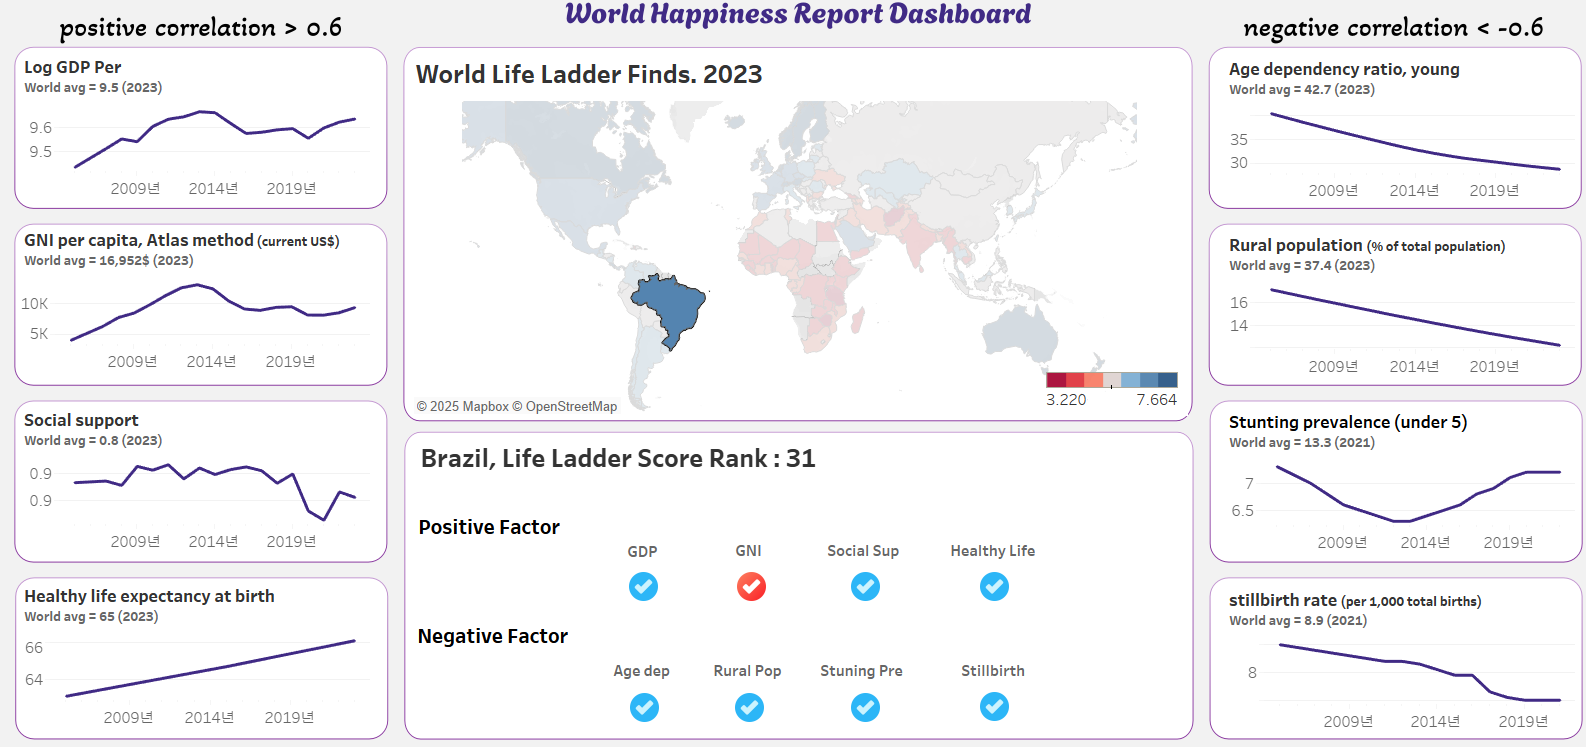 World Happiness Report Dashboard
positive correlation > 0.6
negative correlation < -0.6
Log GDP Per
World avg = 9.5 (2023)
9.6
9.5
2009년 2014년 2019년
GNI per capita, Atlas method (current US$)
World avg = 16,952$ (2023)
10K
5K
2009년 2014년 2019년
Social support
World avg = 0.8 (2023)
0.9
0.9
2009년 2014년 2019년
Healthy life expectancy at birth
World avg = 65 (2023)
66
64
2009년 2014년 2019년
World Life Ladder Finds. 2023
3.220 7.664
© 2025 Mapbox © OpenStreetMap
Brazil, Life Ladder Score Rank : 31
Positive Factor
GDP GNI Social Sup Healthy Life
Negative Factor
Age dep Rural Pop Stuning Pre Stillbirth
Age dependency ratio, young
World avg = 42.7 (2023)
35
30
2009년 2014년 2019년
Rural population (% of total population)
World avg = 37.4 (2023)
16
14
2009년 2014년 2019년
Stunting prevalence (under 5)
World avg = 13.3 (2021)
7
6.5
2009년 2014년 2019년
stillbirth rate (per 1,000 total births)
World avg = 8.9 (2021)
8
2009년 2014년 2019년